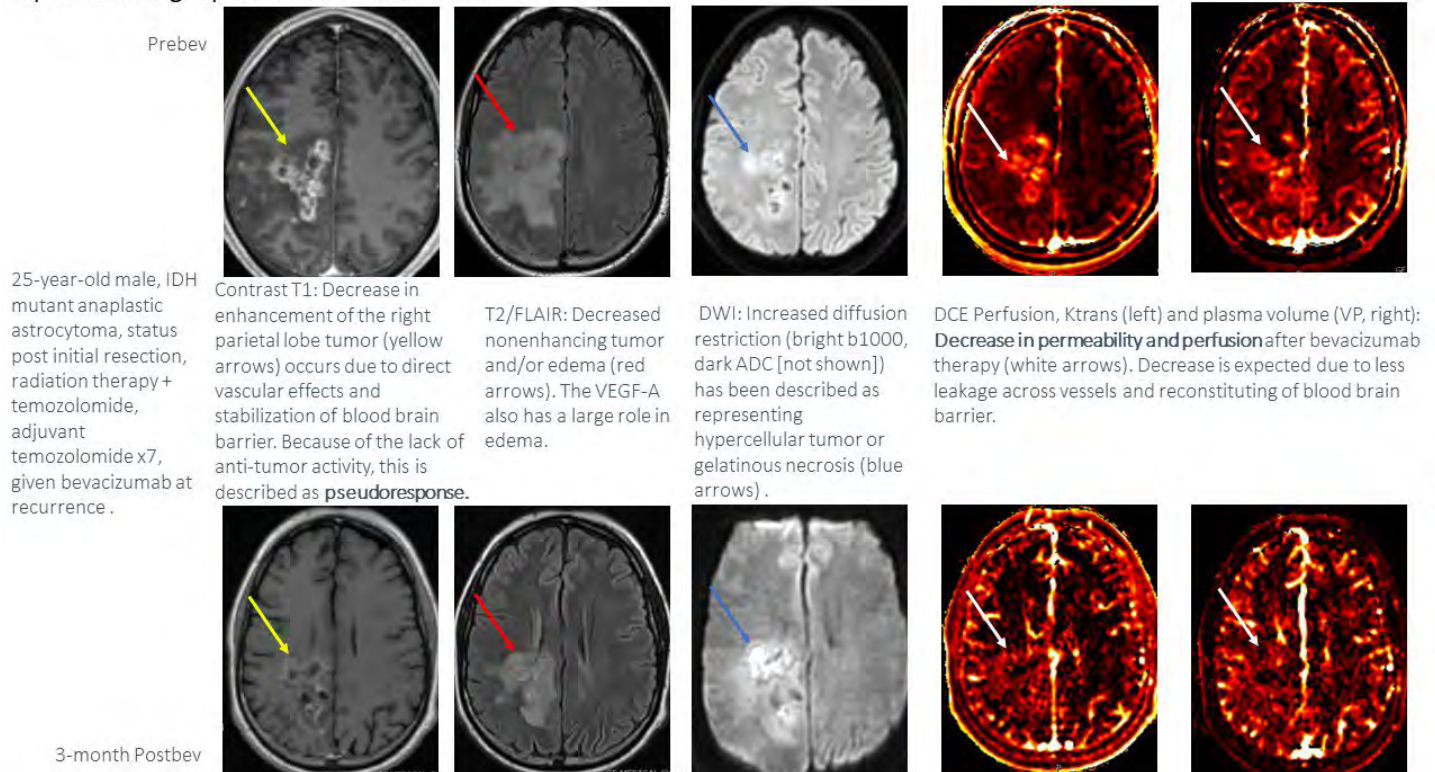 Prebev
25-year-old male, IDH
mutant anaplastic
astrocytoma, status
post initial resection,
radiation therapy +
temozolomide,
adjuvant
temozolomide x7,
given bevacizumab at
recurrence .
Contrast T1: Decrease in
enhancement of the right
parietal lobe tumor (yellow
arrows) occurs due to direct
vascular effects and
stabilization of blood brain
barrier. Because of the lack of
anti-tumor activity, this is
described as pseudoresponse.
T2/FLAIR: Decreased
nonenhancing tumor
and/or edema (red
arrows). The VEGF-A
also has a large role in
edema.
DWI: Increased diffusion
restriction (bright b1000,
dark ADC [not shown])
has been described as
representing
hypercellular tumor or
gelatinous necrosis (blue
arrows) .
DCE Perfusion, Ktrans (left) and plasma volume (VP, right):
Decrease in permeability and perfusion after bevacizumab
therapy (white arrows). Decrease is expected due to less
leakage across vessels and reconstituting of blood brain
barrier.
3-month Postbev